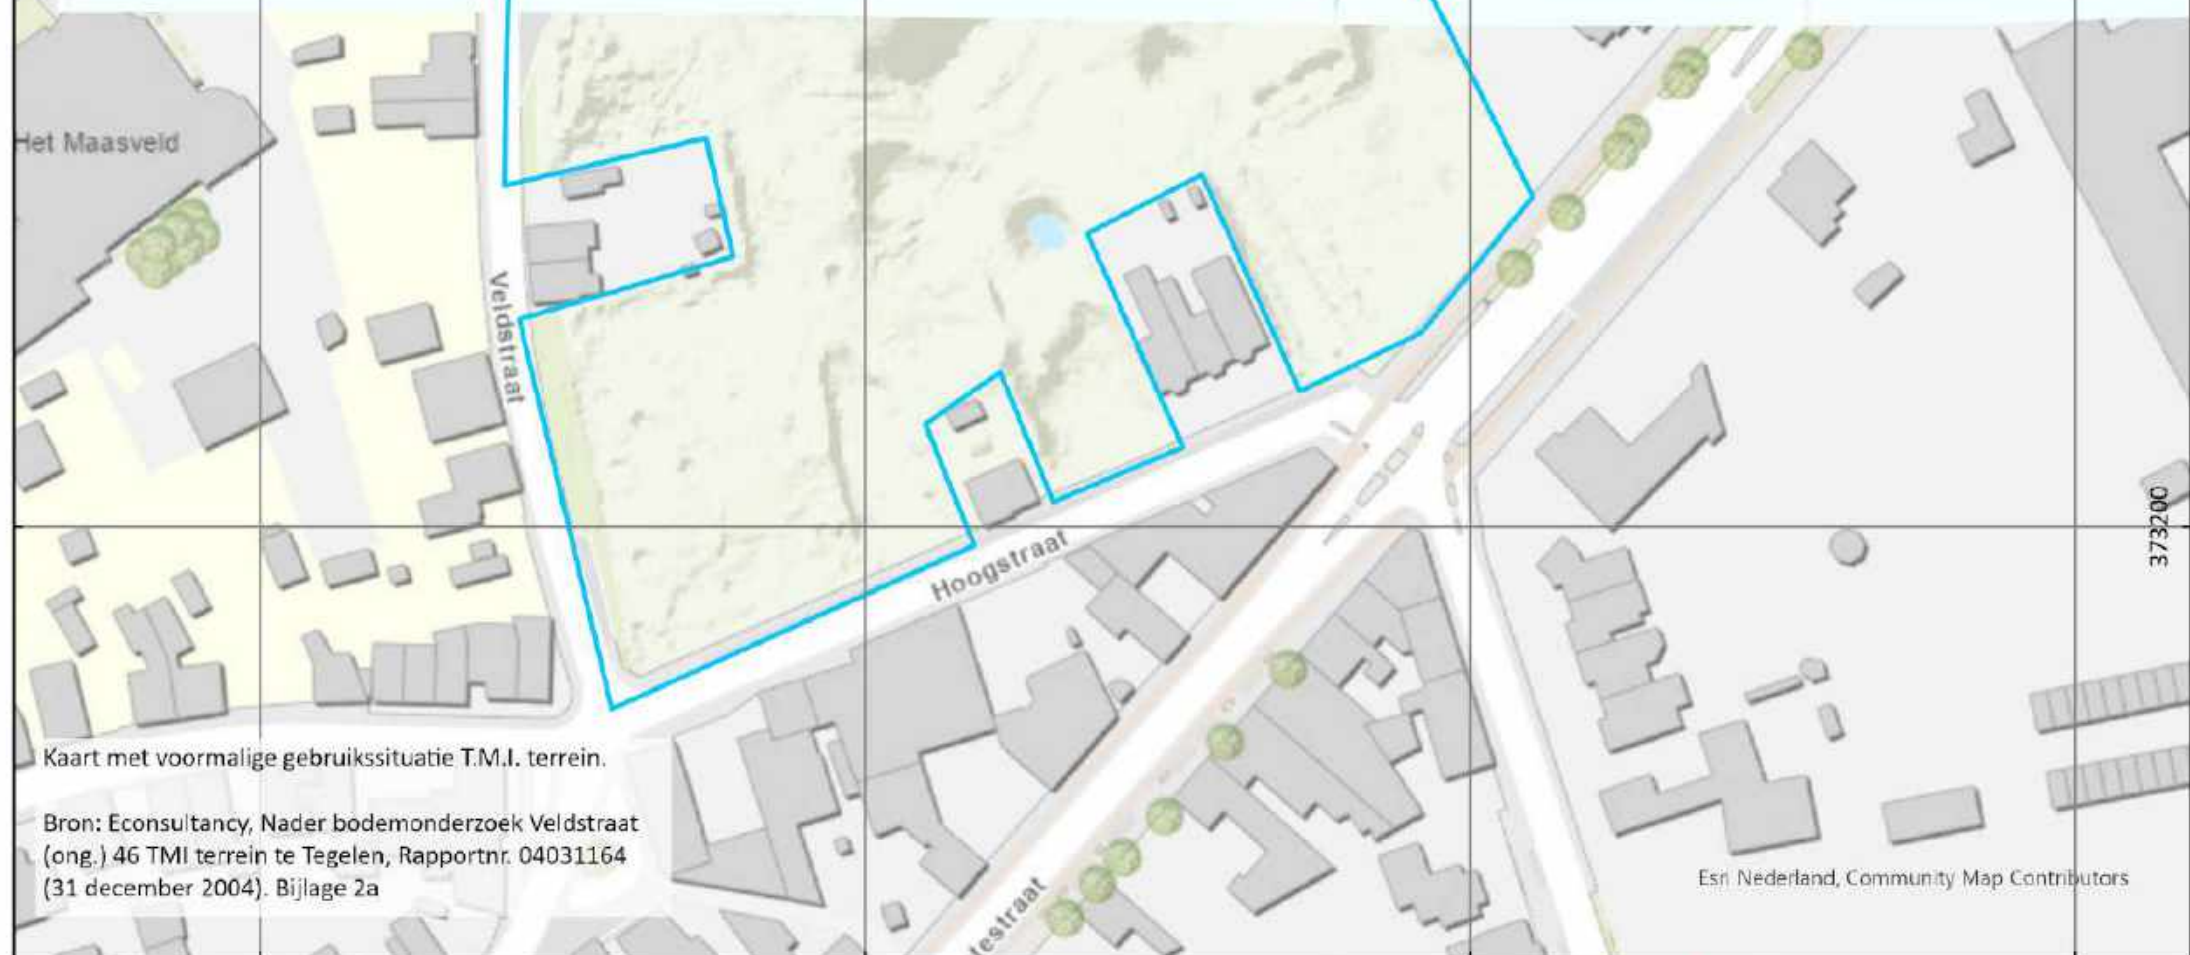 Het Maasveld
Veldstraat
Hoogstraat
373200
Kaart met voormalige gebruikssituatie T.M.I. terrein.
Bron: Econsultancy, Nader bodemonderzoek Veldstraat
(ong.) 46 TMI terrein te Tegelen, Rapportnr. 04031164
(31 december 2004). Bijlage 2a
Esri Nederland, Community Map Contributors